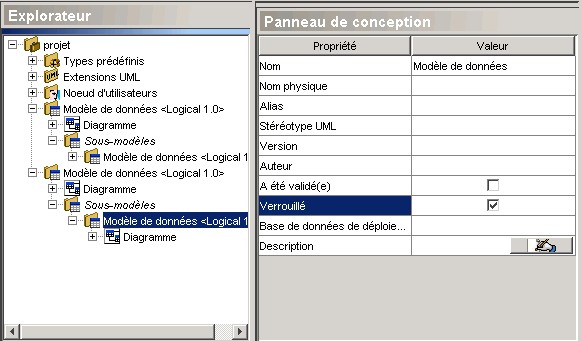 Explorateur
projet
Types prédéfinis
UML Extensions UML
Noeud d'utilisateurs
Modèle de données <Logical 1.0>
Diagramme
Sous-modèles
Modèle de données <Logical 1
Modèle de données <Logical 1.0>
Diagramme
Sous-modèles
Modèle de données <Logical 1
Diagramme
Panneau de conception
Propriété Valeur
Nom Modèle de données
Nom physique
Alias
Stéréotype UML
Version
Auteur
A été validé(e)
Verrouillé
Base de données de déploie...
Description